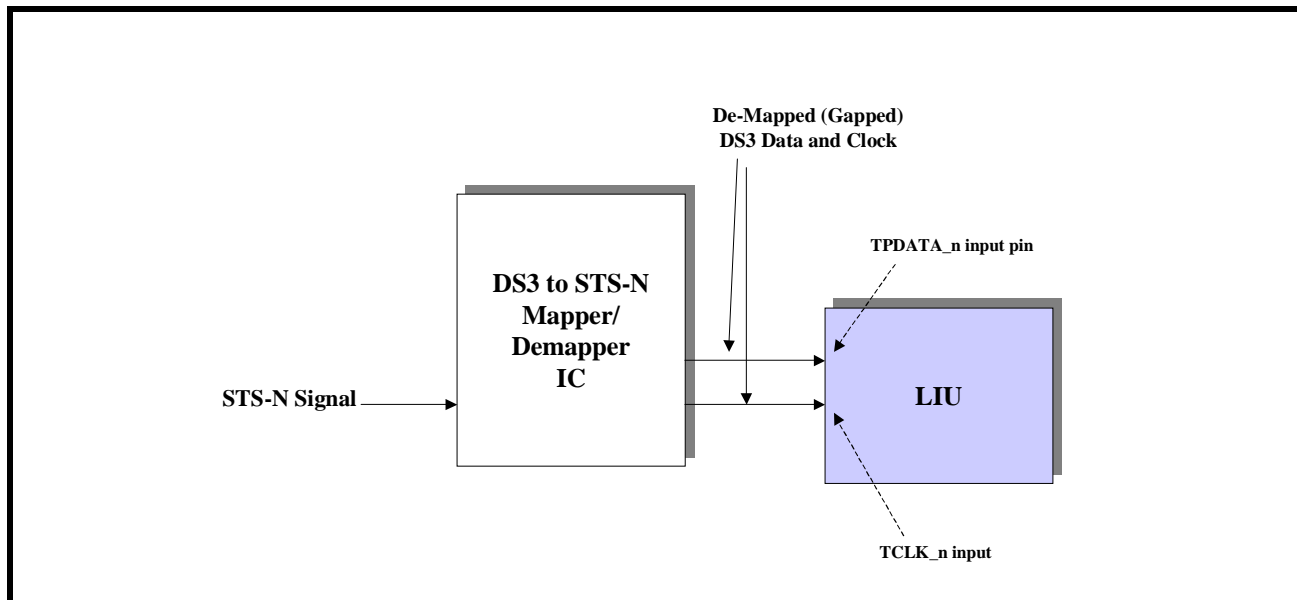 De-Mapped (Gapped)
DS3 Data and Clock
TPDATA_n input pin
DS3 to STS-N
Mapper/
Demapper
IC
STS-N Signal
LIU
TCLK_n input